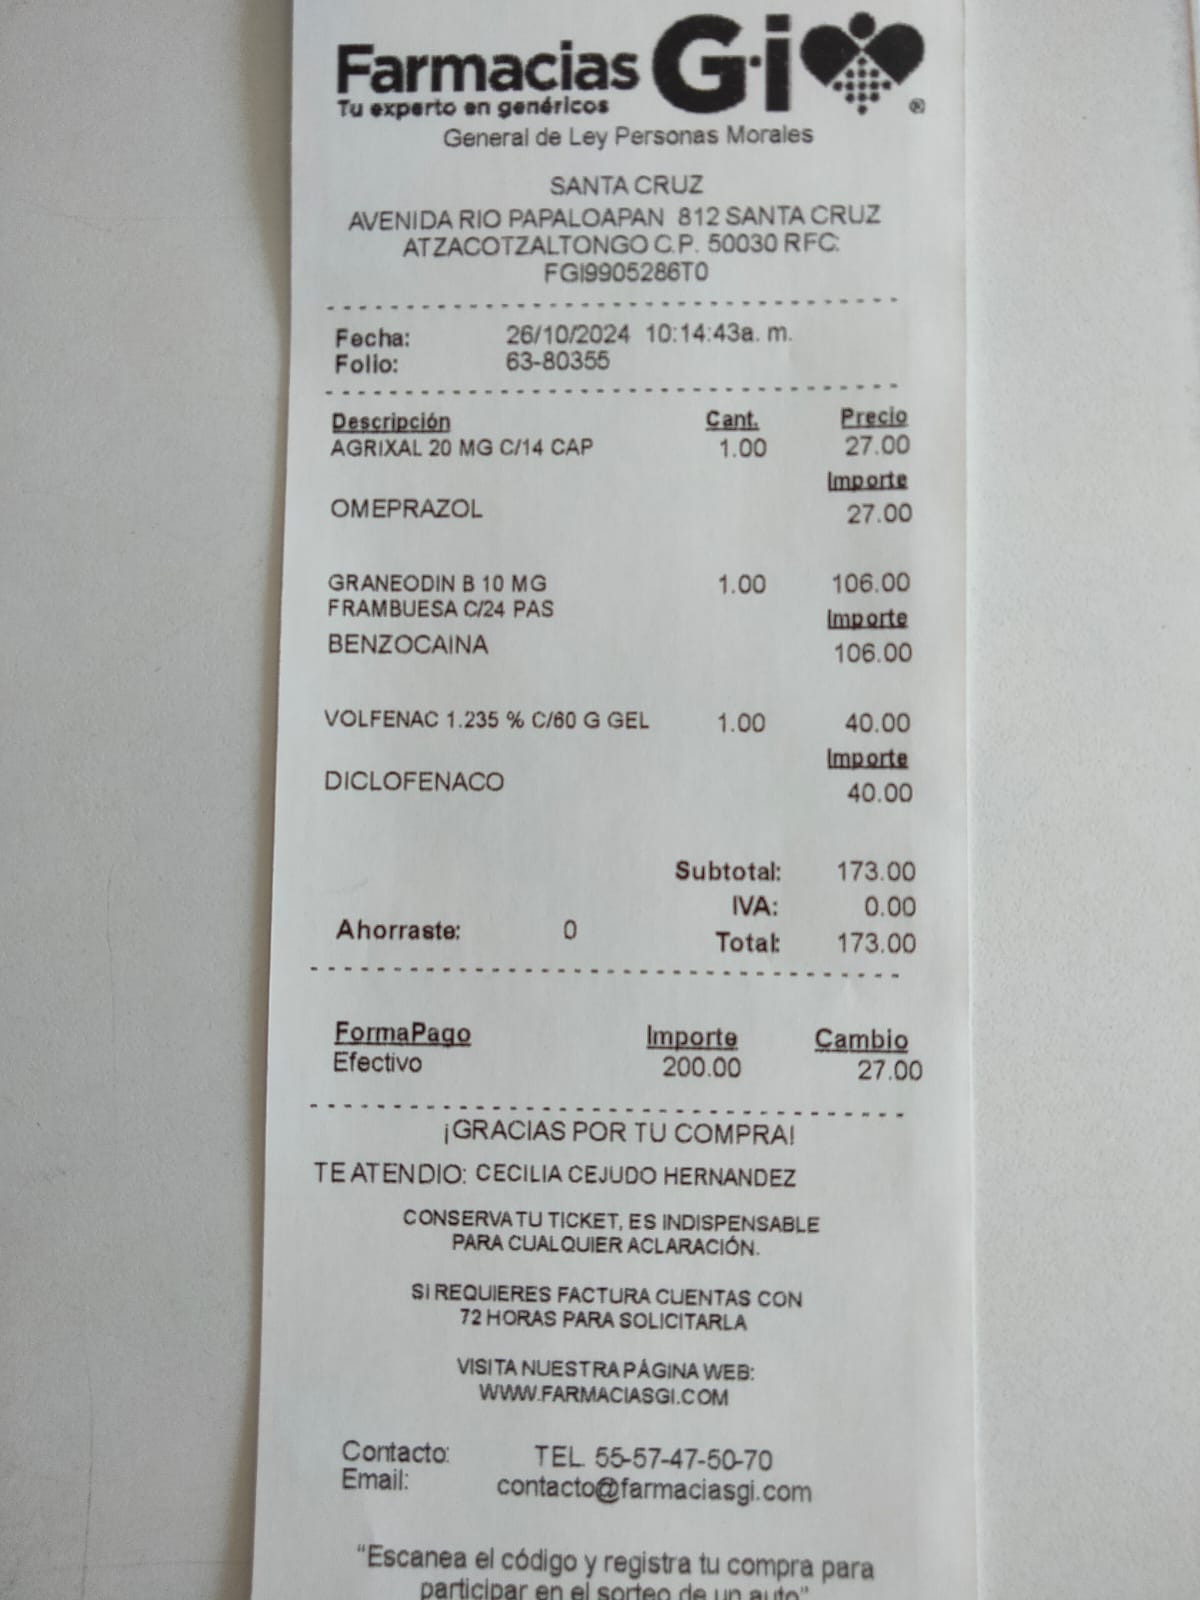 Farmacias G·i ®
Tu experto en genéricos
General de Ley Personas Morales
SANTA CRUZ
AVENIDA RIO PAPALOAPAN 812 SANTA CRUZ
ATZACOTZALTONGO C.P. 50030 RFC:
FGI9905286T0
Fecha: 26/10/2024 10:14:43a. m.
Folio: 63-80355
Descripción Cant. Precio
AGRIXAL 20 MG C/14 CAP 1.00 27.00
Importe
OMEPRAZOL 27.00
GRANEODIN B 10 MG 1.00 106.00
FRAMBUESA C/24 PAS Importe
BENZOCAINA 106.00
VOLFENAC 1.235 % C/60 G GEL 1.00 40.00
Importe
DICLOFENACO 40.00
Subtotal: 173.00
IVA: 0.00
Ahorraste: 0 Total: 173.00
FormaPago Importe Cambio
Efectivo 200.00 27.00
¡GRACIAS POR TU COMPRA!
TE ATENDIO: CECILIA CEJUDO HERNANDEZ
CONSERVA TU TICKET, ES INDISPENSABLE
PARA CUALQUIER ACLARACIÓN.
SI REQUIERES FACTURA CUENTAS CON
72 HORAS PARA SOLICITARLA
VISITA NUESTRA PÁGINA WEB:
WWW.FARMACIASGI.COM
Contacto: TEL. 55-57-47-50-70
Email: contacto@farmaciasgi.com
"Escanea el código y registra tu compra para
participar en el sorteo de un auto"